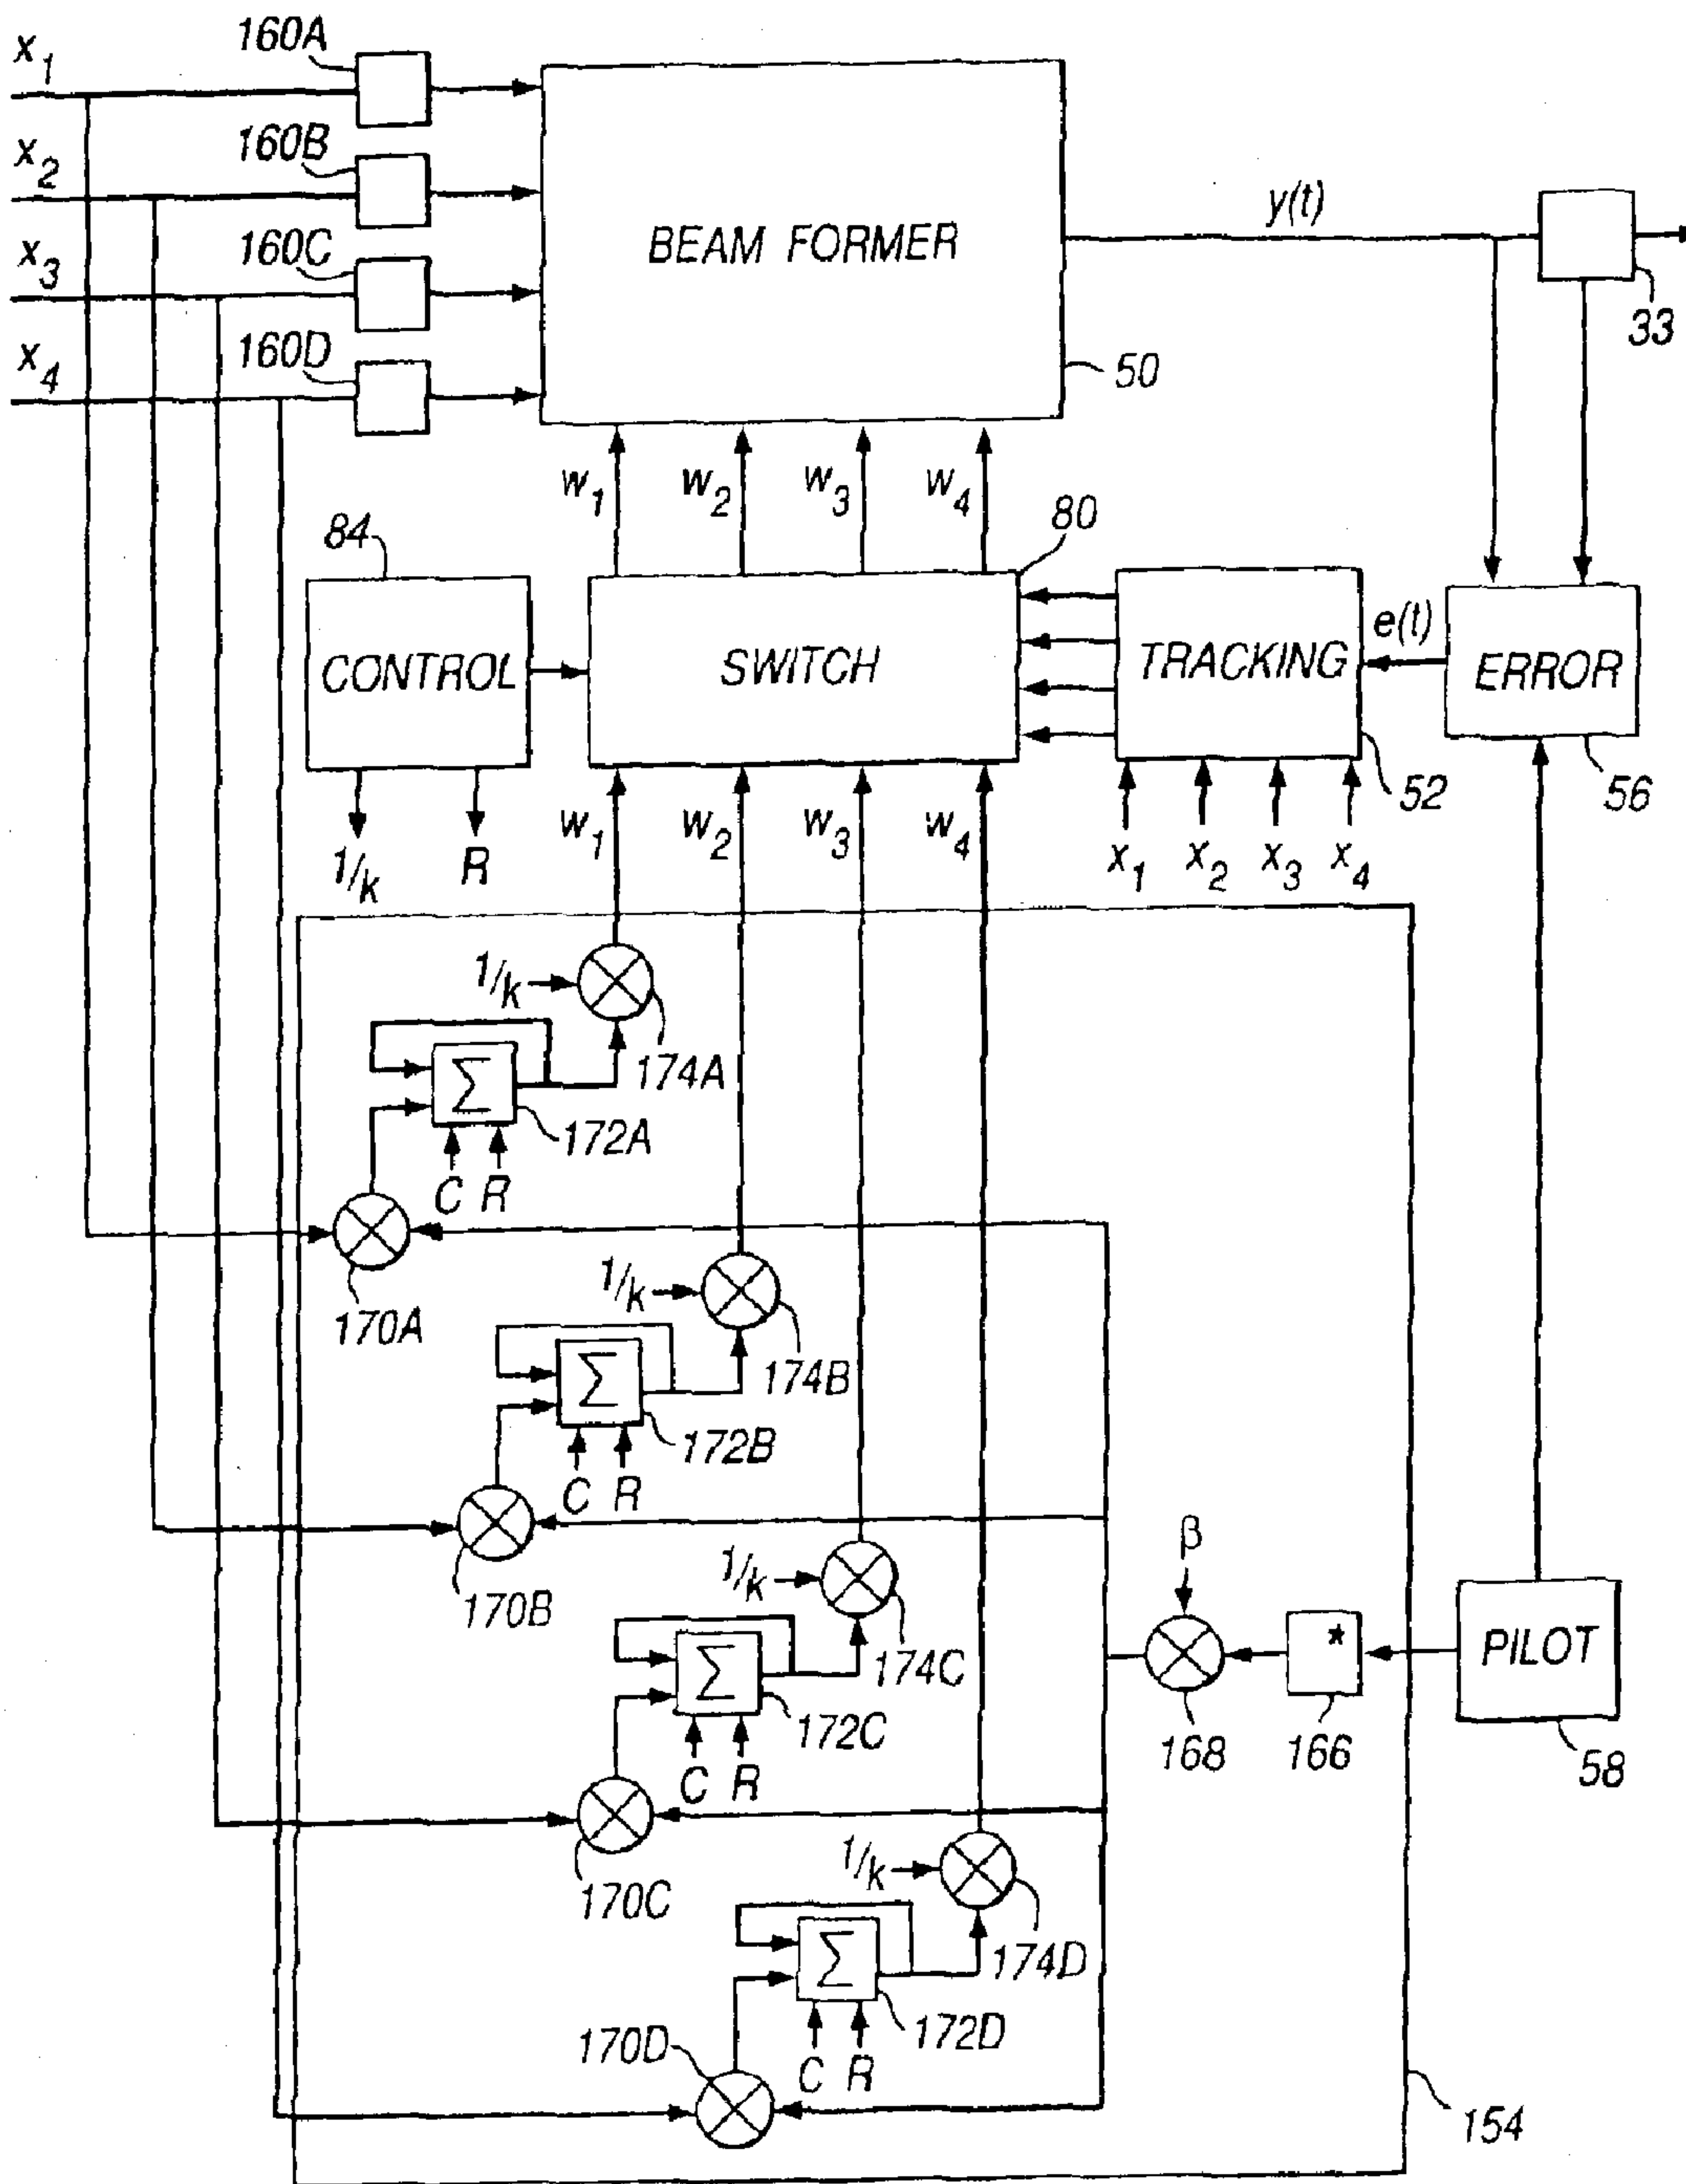 x1
160A
x2
160B
x3
160C
x4
160D
BEAM FORMER
y(t)
33
50
w1
w2
w3
w4
80
84
CONTROL
SWITCH
TRACKING
e(t)
ERROR
52
56
1/k
R
w1
w2
w3
w4
x1
x2
x3
x4
1/k
174A
Σ
172A
C R
170A
1/k
174B
Σ
172B
C R
170B
1/k
174C
Σ
172C
C R
170C
β
*
PILOT
168
166
58
1/k
174D
Σ
172D
C R
170D
154